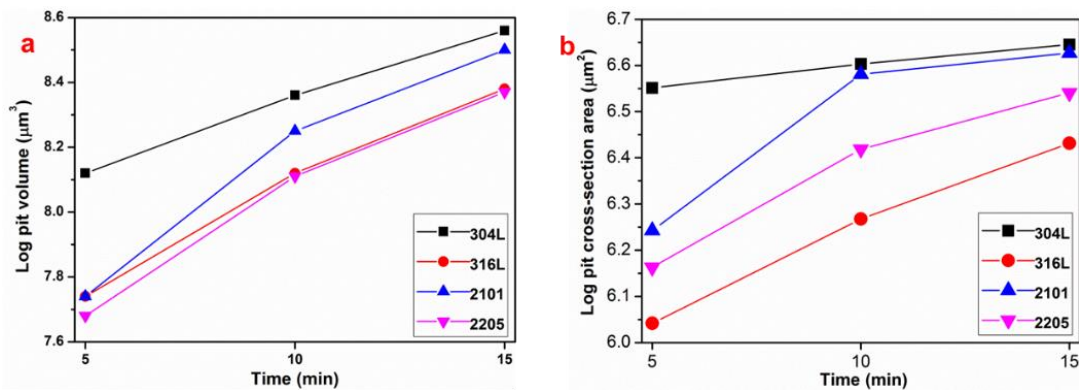 a
Log pit volume (μm³)
8.6
8.4
8.2
8.0
7.8
7.6
5
10
15
Time (min)
304L
316L
2101
2205
b
Log pit cross-section area (μm²)
6.7
6.6
6.5
6.4
6.3
6.2
6.1
6.0
5
10
15
Time (min)
304L
316L
2101
2205